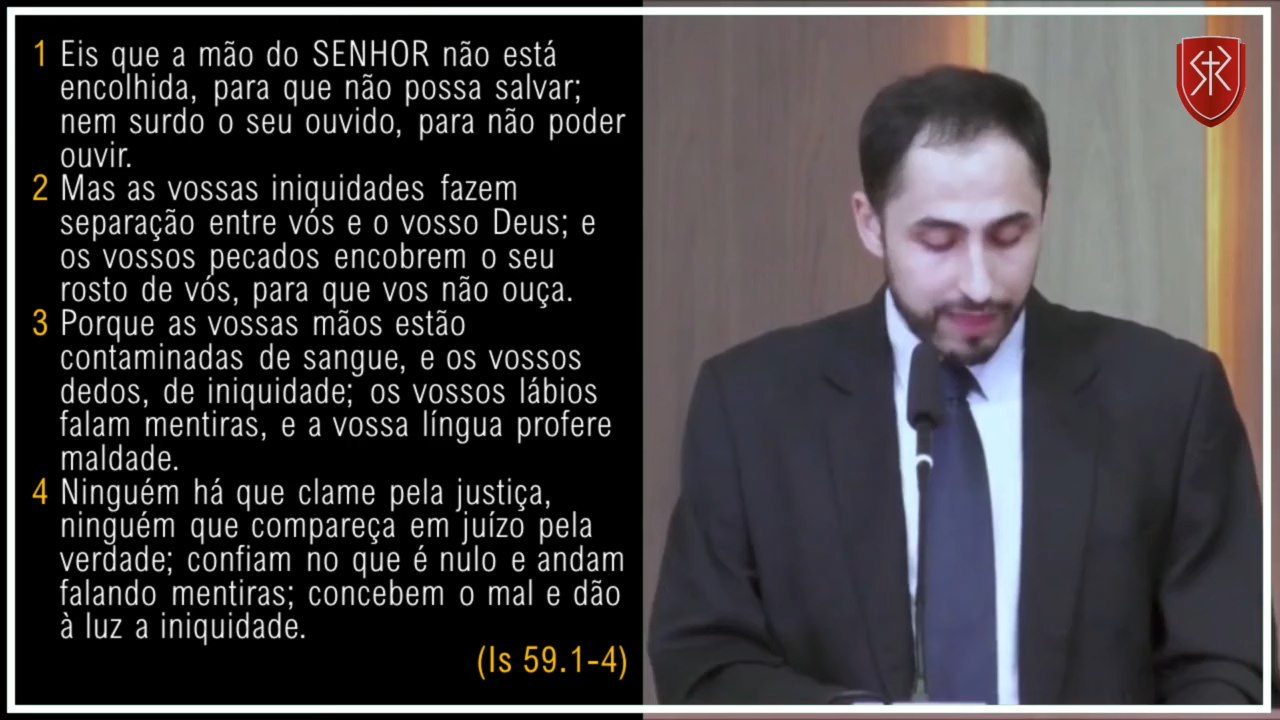 1 Eis que a mão do SENHOR não está
encolhida, para que não possa salvar;
nem surdo o seu ouvido, para não poder
ouvir.
2 Mas as vossas iniquidades fazem
separação entre vós e o vosso Deus; e
os vossos pecados encobrem o seu
rosto de vós, para que vos não ouça.
3 Porque as vossas mãos estão
contaminadas de sangue, e os vossos
dedos, de iniquidade; os vossos lábios
falam mentiras, e a vossa língua profere
maldade.
4 Ninguém há que clame pela justiça,
ninguém que compareça em juízo pela
verdade; confiam no que é nulo e andam
falando mentiras; concebem o mal e dão
à luz a iniquidade.
(Is 59.1-4)